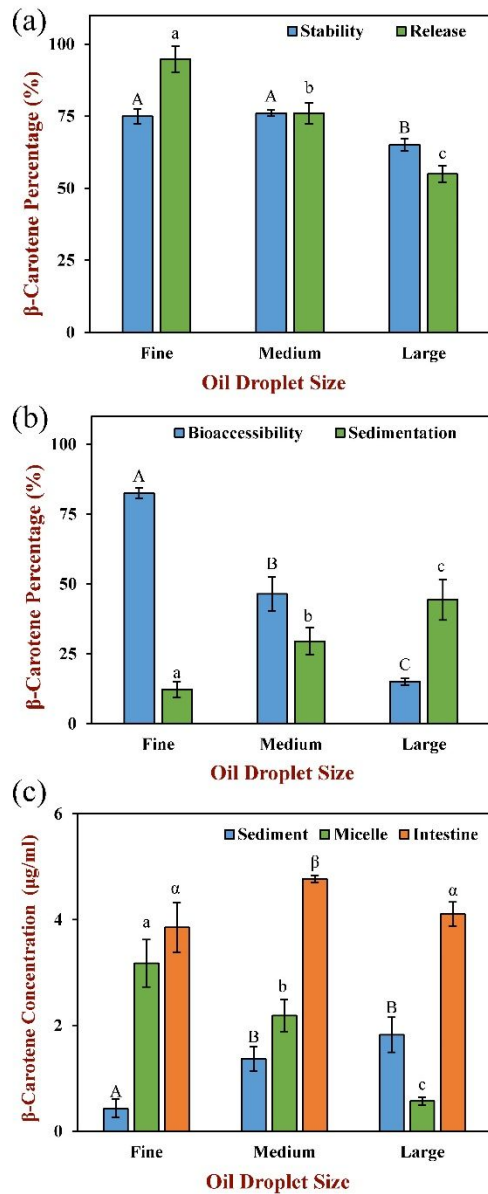 (a)
Stability Release
β-Carotene Percentage (%)
100
75
50
25
0
A a A b B c
Fine Medium Large
Oil Droplet Size
(b)
Bioaccessibility Sedimentation
β-Carotene Percentage (%)
100
75
50
25
0
A a B b C c
Fine Medium Large
Oil Droplet Size
(c)
Sediment Micelle Intestine
β-Carotene Concentration (μg/ml)
6
4
2
0
A a α B b β B c α
Fine Medium Large
Oil Droplet Size